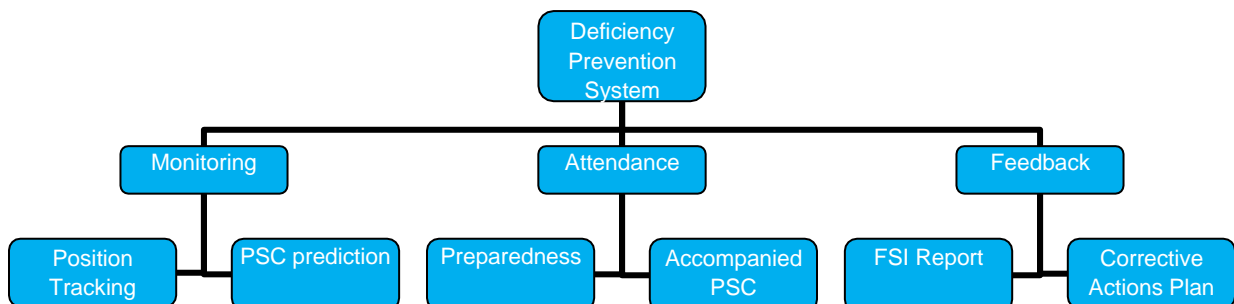 Deficiency
Prevention
System
Monitoring
Attendance
Feedback
Position
Tracking
PSC prediction
Preparedness
Accompanied
PSC
FSI Report
Corrective
Actions Plan